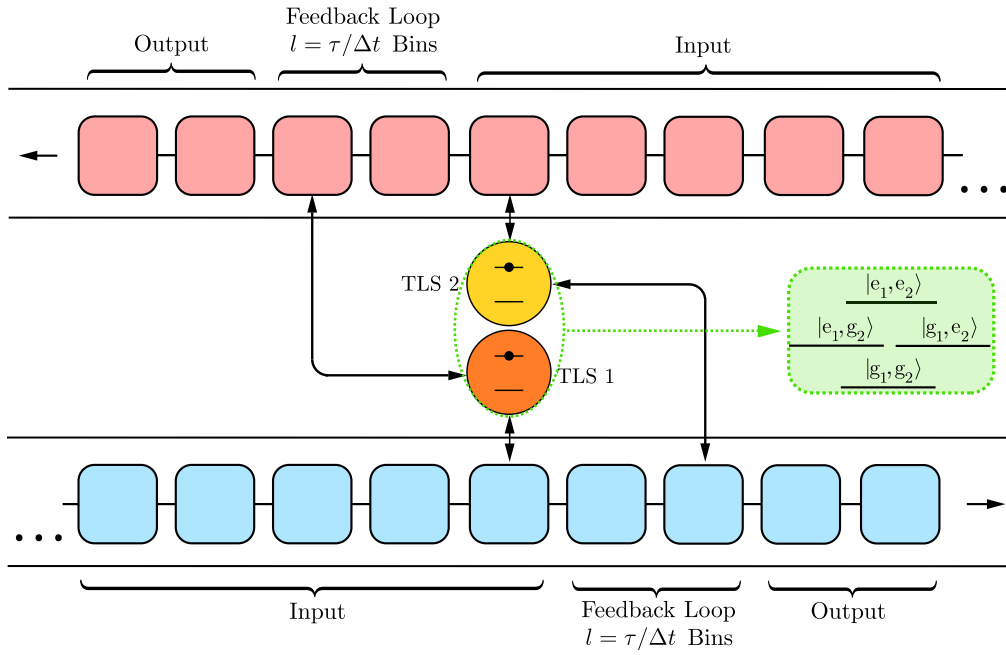 Feedback Loop
Output
l = τ/Δt Bins
Input
. . .
TLS 2
|e₁,e₂⟩
|e₁,g₂⟩ |g₁,e₂⟩
|g₁,g₂⟩
TLS 1
. . .
Input
Feedback Loop
l = τ/Δt Bins
Output